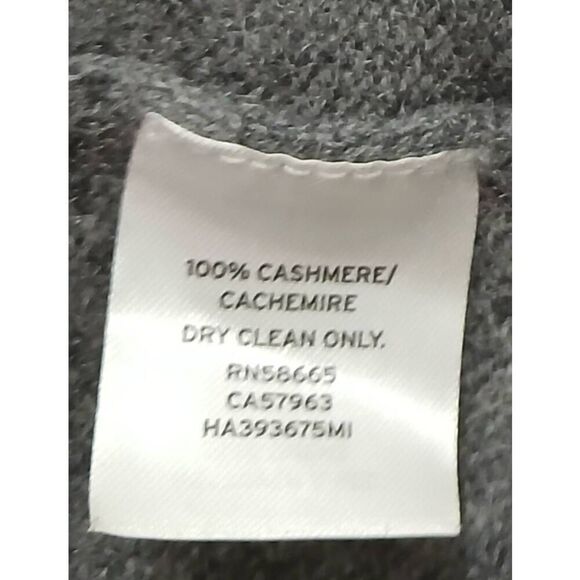 100% CASHMERE/
CACHEMIRE
DRY CLEAN ONLY.
RN58665
CA57963
HA393675MI